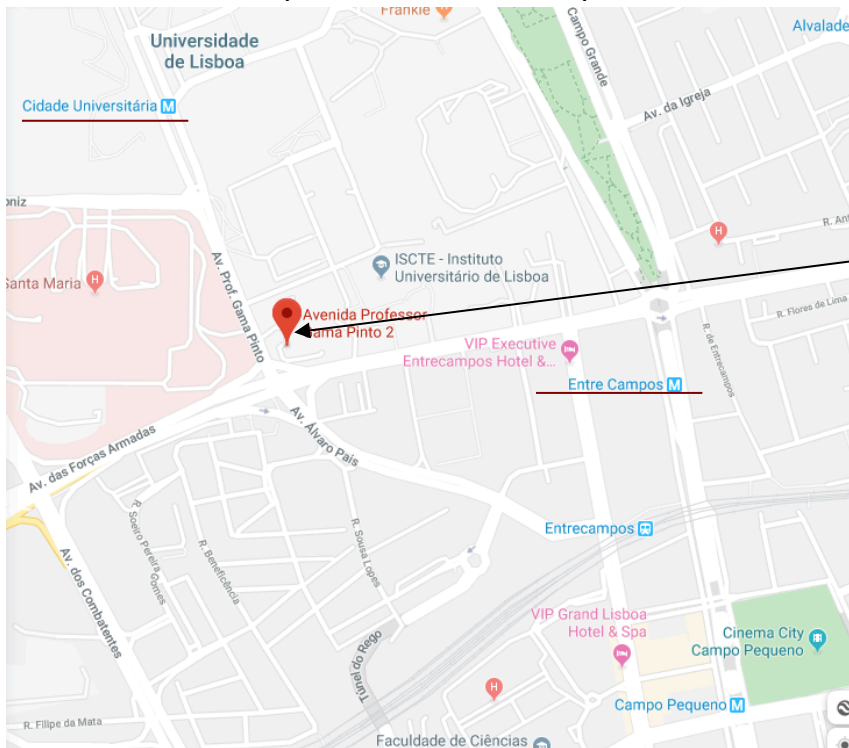 Frankie
Universidade
de Lisboa
Campo Grande
Alvalade
Cidade Universitária M
Av. da Igreja
oniz
R. Ant
H
ISCTE - Instituto
Universitário de Lisboa
Santa Maria H
Av. Prof. Gama Pinto
Avenida Professor
Gama Pinto 2
R. Flores de Lima
VIP Executive
Entrecampos Hotel &...
R. de Entrecampos
Entre Campos M
Av. Álvaro Pais
Av. das Forças Armadas
R. Soeiro Pereira Gomes
R. Beneficência
R. Sousa Lopes
Entrecampos
Av. dos Combatentes
VIP Grand Lisboa
Hotel & Spa
Cinema City
Campo Pequeno
Túnel do Rego
H
Campo Pequeno M
R. Filipe da Mata
Faculdade de Ciências